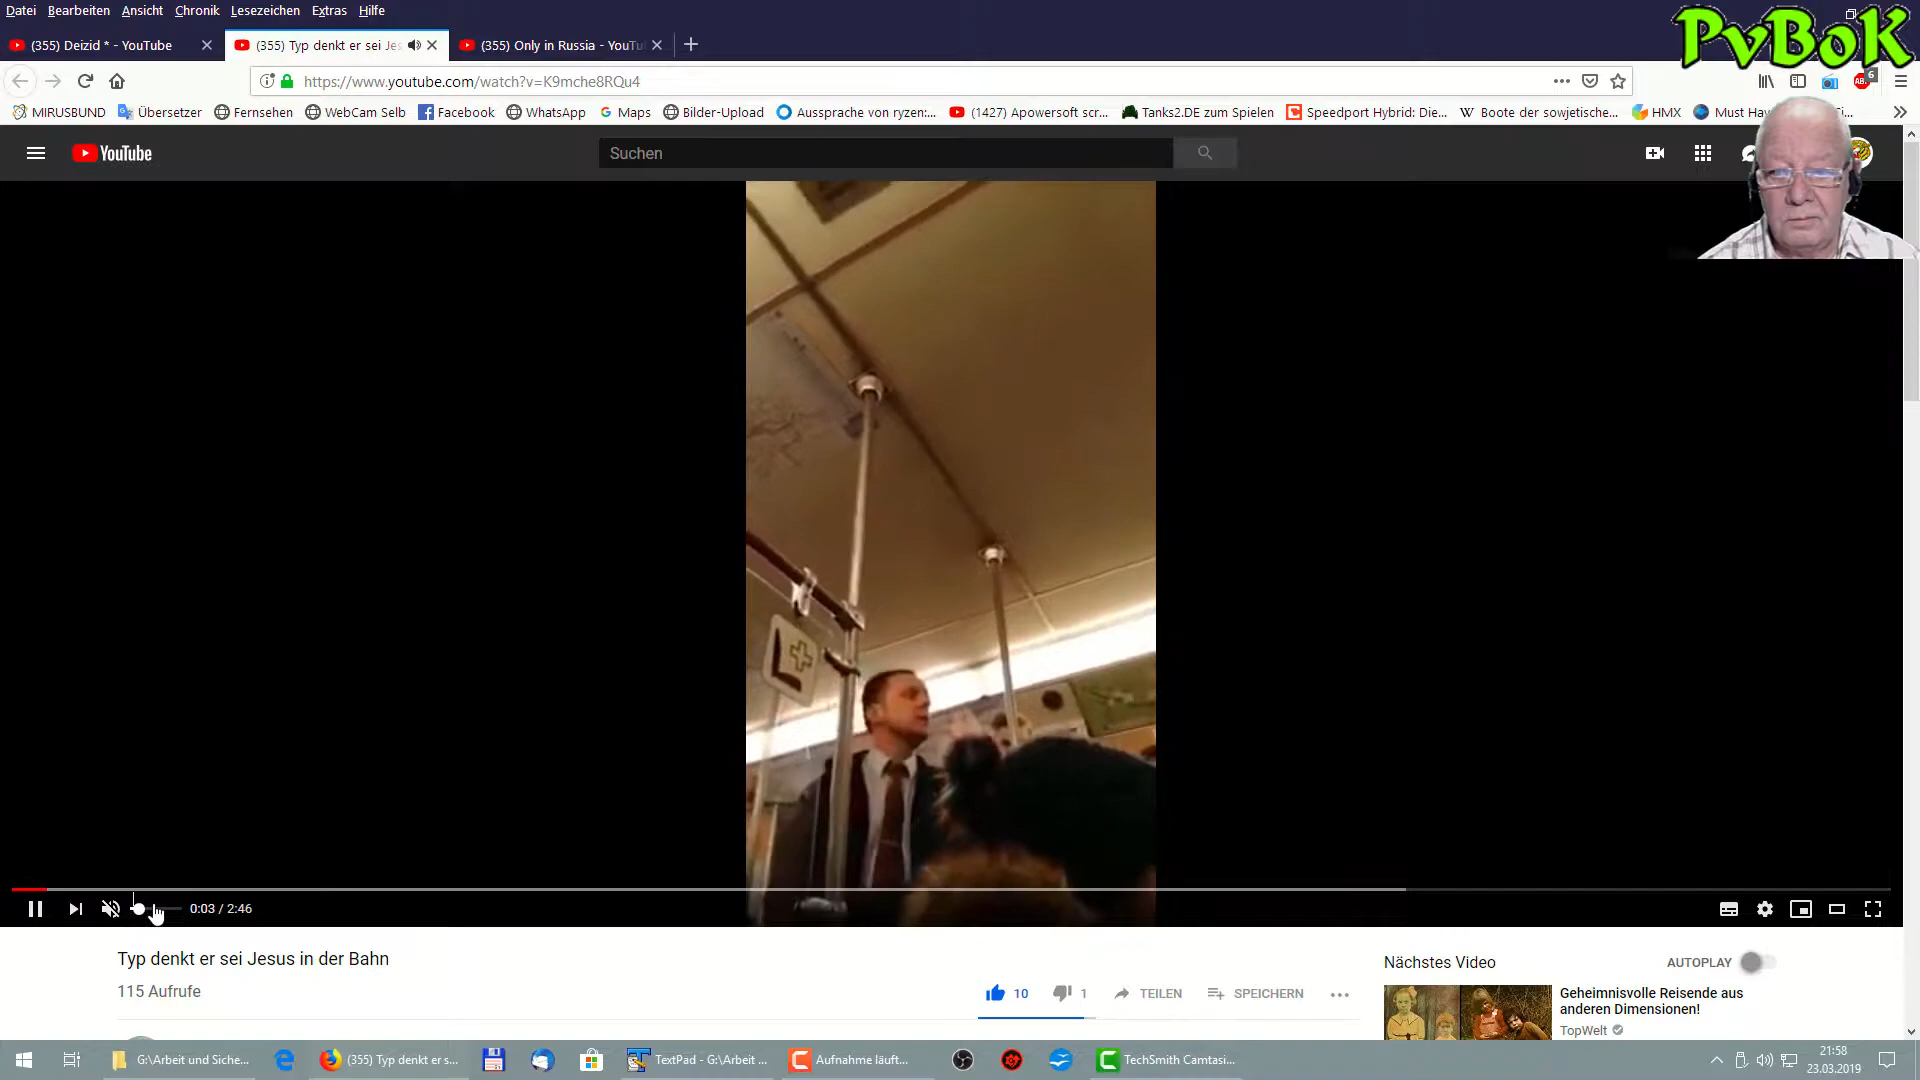 Datei Bearbeiten Ansicht Chronik Lesezeichen Extras Hilfe
PvBoK
(355) Deizid * - YouTube
(355) Typ denkt er sei Jes
(355) Only in Russia - YouTu
https://www.youtube.com/watch?v=K9mche8RQu4
6
MIRUSBUND Übersetzer Fernsehen WebCam Selb Facebook WhatsApp Maps Bilder-Upload Aussprache von ryzen:... (1427) Apowersoft scr... Tanks2.DE zum Spielen Speedport Hybrid: Die... Boote der sowjetische... HMX Must Hav
YouTube
Suchen
0:03 / 2:46
Typ denkt er sei Jesus in der Bahn
115 Aufrufe
10 1 TEILEN SPEICHERN
Nächstes Video
AUTOPLAY
Geheimnisvolle Reisende aus
anderen Dimensionen!
TopWelt
G:\Arbeit und Siche... (355) Typ denkt er s... TextPad - G:\Arbeit ... Aufnahme läuft... TechSmith Camtasi...
21:58
23.03.2019